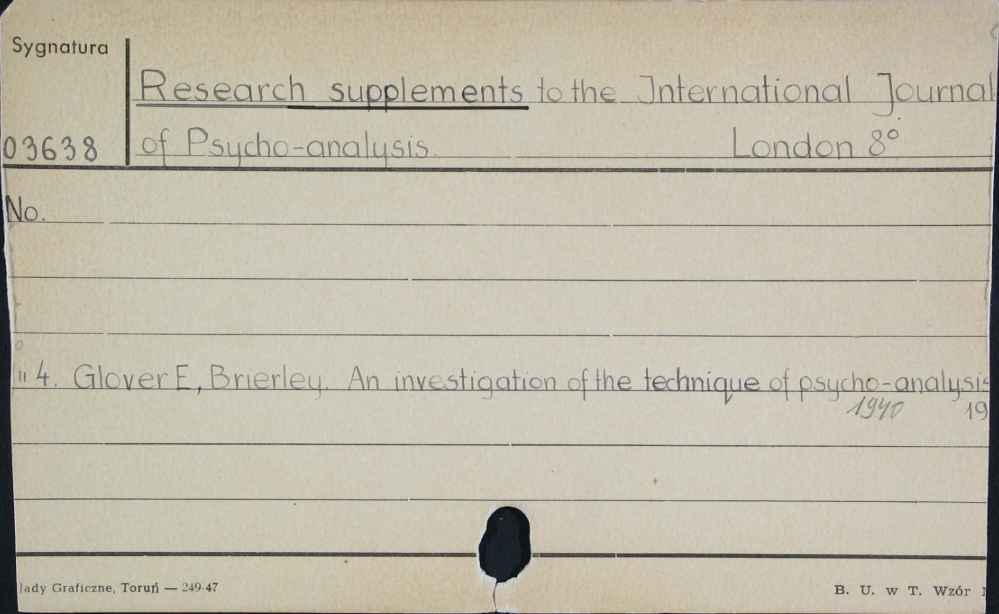 Sygnatura
Research supplements to the International Journal
03638 of Psycho-analysis. London 8°
No.
" 4. Glover E, Brierley. An investigation of the technique of psycho-analysis
1940 19
łady Graficzne, Toruń — 249-47 B. U. w T. Wzór